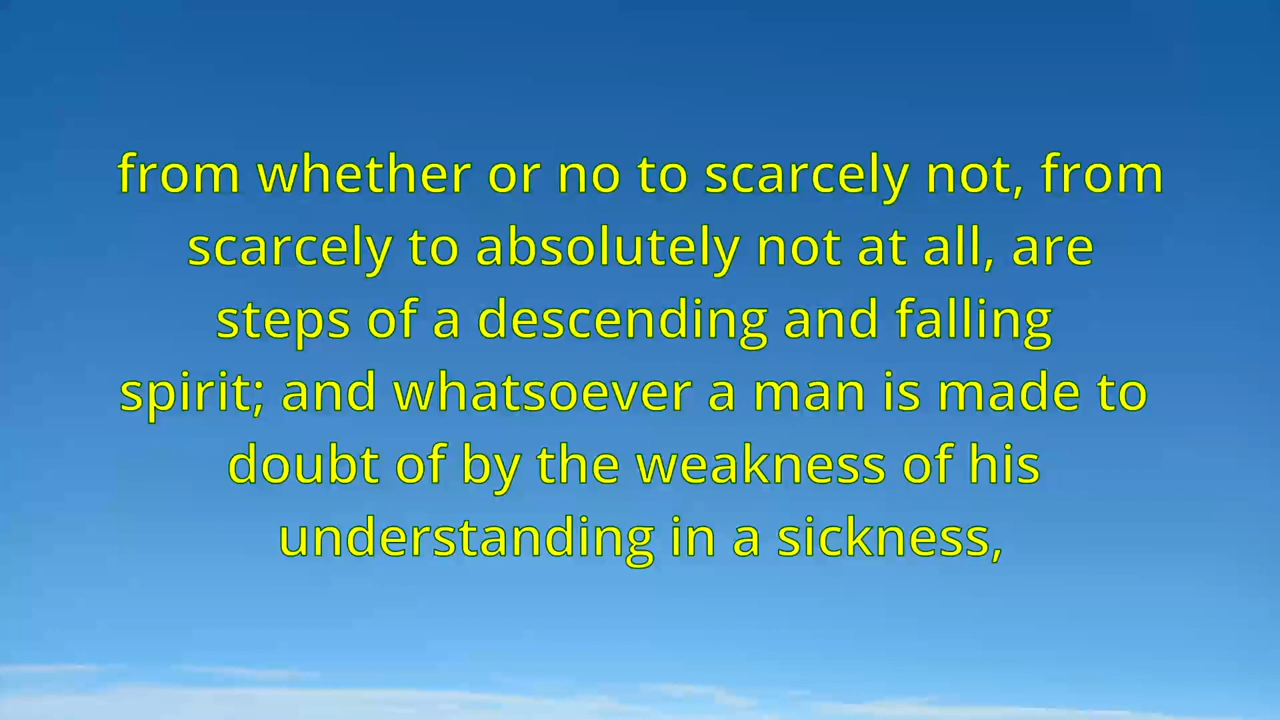 from whether or no to scarcely not, from
scarcely to absolutely not at all, are
steps of a descending and falling
spirit; and whatsoever a man is made to
doubt of by the weakness of his
understanding in a sickness,